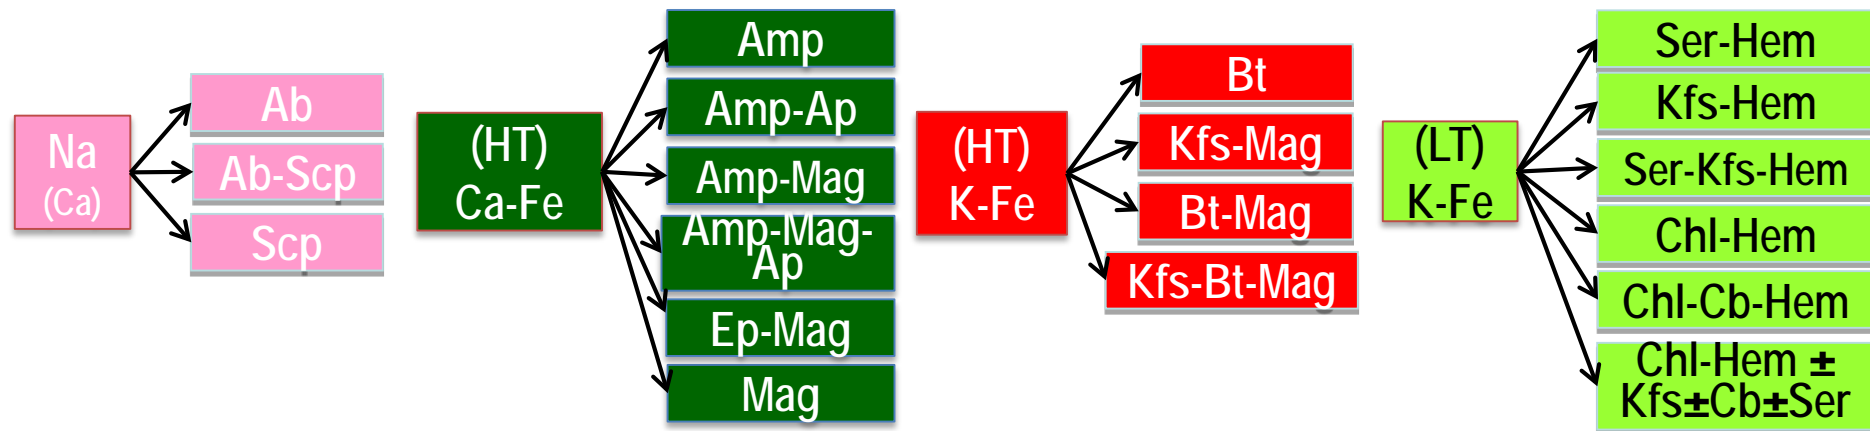 Na
(Ca)
Ab
Ab-Scp
Scp
(HT)
Ca-Fe
Amp
Amp-Ap
Amp-Mag
Amp-Mag-
Ap
Ep-Mag
Mag
(HT)
K-Fe
Bt
Kfs-Mag
Bt-Mag
Kfs-Bt-Mag
(LT)
K-Fe
Ser-Hem
Kfs-Hem
Ser-Kfs-Hem
Chl-Hem
Chl-Cb-Hem
Chl-Hem ±
Kfs±Cb±Ser